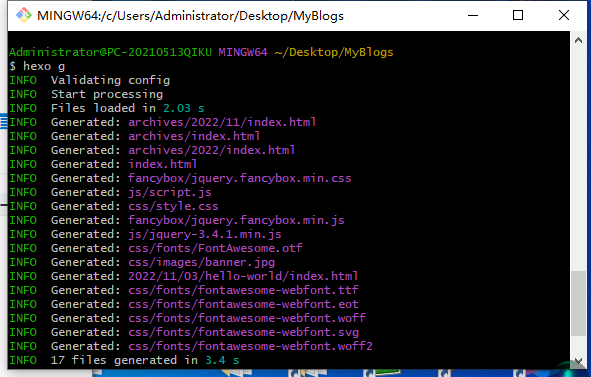 MINGW64:/c/Users/Administrator/Desktop/MyBlogs
Administrator@PC-20210513QIKU MINGW64 ~/Desktop/MyBlogs
$ hexo g
INFO  Validating config
INFO  Start processing
INFO  Files loaded in 2.03 s
INFO  Generated: archives/2022/11/index.html
INFO  Generated: archives/index.html
INFO  Generated: archives/2022/index.html
INFO  Generated: index.html
INFO  Generated: fancybox/jquery.fancybox.min.css
INFO  Generated: js/script.js
INFO  Generated: css/style.css
INFO  Generated: fancybox/jquery.fancybox.min.js
INFO  Generated: js/jquery-3.4.1.min.js
INFO  Generated: css/fonts/FontAwesome.otf
INFO  Generated: css/images/banner.jpg
INFO  Generated: 2022/11/03/hello-world/index.html
INFO  Generated: css/fonts/fontawesome-webfont.ttf
INFO  Generated: css/fonts/fontawesome-webfont.eot
INFO  Generated: css/fonts/fontawesome-webfont.woff
INFO  Generated: css/fonts/fontawesome-webfont.svg
INFO  Generated: css/fonts/fontawesome-webfont.woff2
INFO  17 files generated in 3.4 s